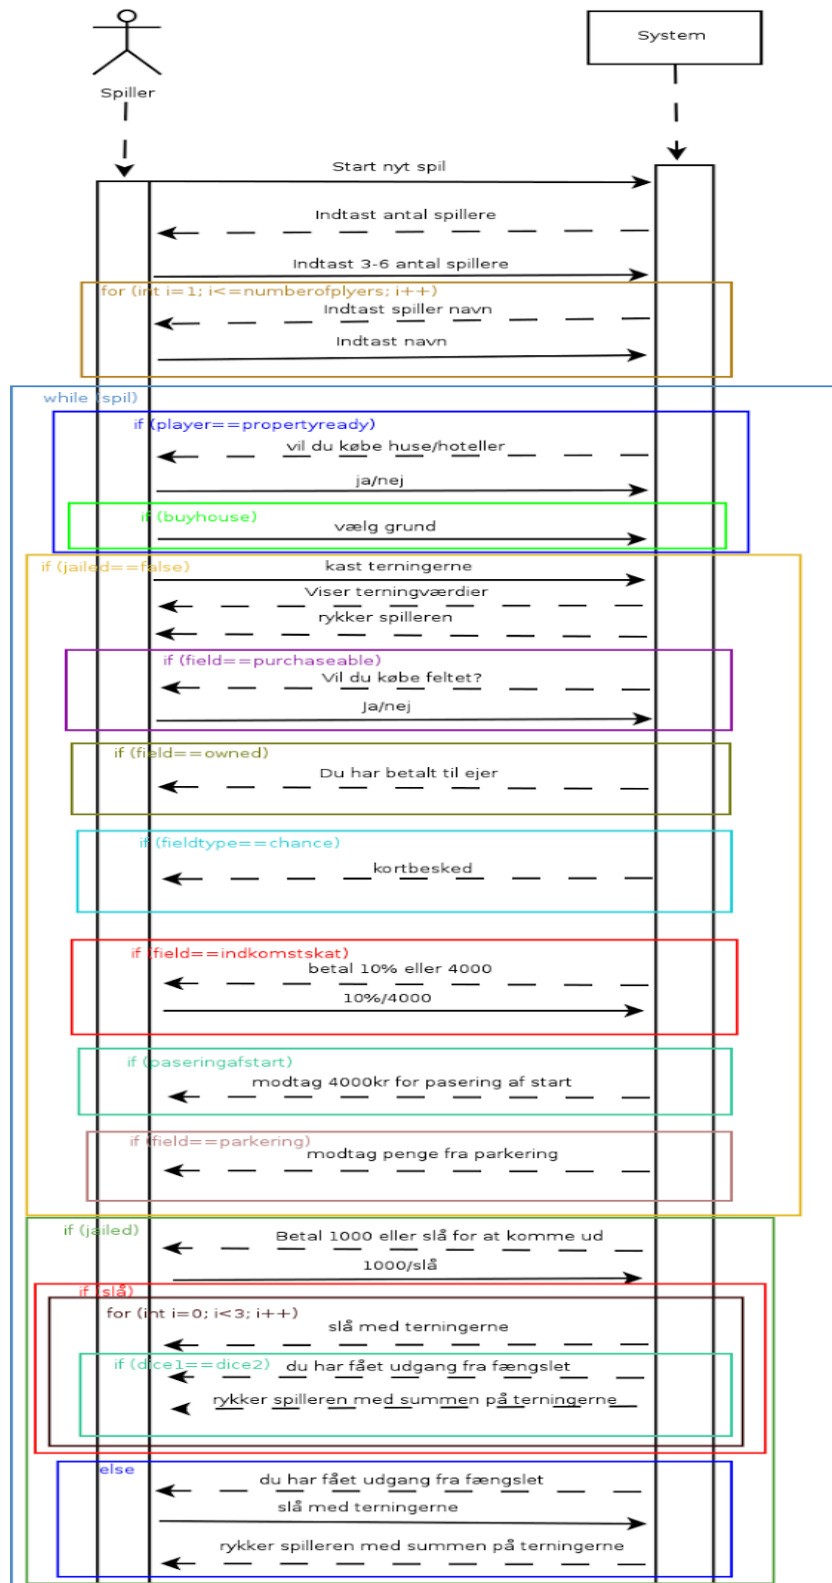 System
Spiller
Start nyt spil
Indtast antal spillere
Indtast 3-6 antal spillere
for (int i=1; i<=numberofplyers; i++)
Indtast spiller navn
Indtast navn
while (spil)
if (player==propertyready)
vil du købe huse/hoteller
ja/nej
if (buyhouse)
vælg grund
if (jailed==false)
kast terningerne
Viser terningværdier
rykker spilleren
if (field==purchaseable)
Vil du købe feltet?
Ja/nej
if (field==owned)
Du har betalt til ejer
if (fieldtype==chance)
kortbesked
if (field==indkomstskat)
betal 10% eller 4000
10%/4000
if (paseringafstart)
modtag 4000kr for pasering af start
if (field==parkering)
modtag penge fra parkering
if (jailed)
Betal 1000 eller slå for at komme ud
1000/slå
if (slå)
for (int i=0; i<3; i++)
slå med terningerne
if (dice1==dice2)
du har fået udgang fra fængslet
rykker spilleren med summen på terningerne
else
du har fået udgang fra fængslet
slå med terningerne
rykker spilleren med summen på terningerne